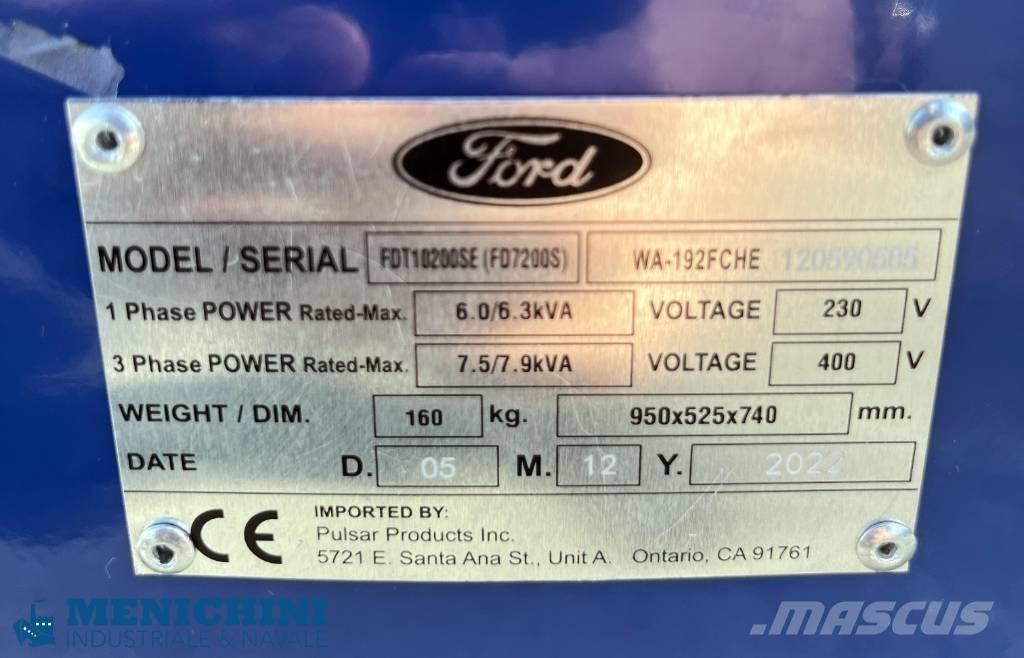 Ford
MODEL / SERIAL FDT10200SE (FD7200S) WA-192FCHE 120590505
1 Phase POWER Rated-Max. 6.0/6.3kVA VOLTAGE 230 V
3 Phase POWER Rated-Max. 7.5/7.9kVA VOLTAGE 400 V
WEIGHT / DIM. 160 kg. 950x525x740 mm.
DATE D. 05 M. 12 Y. 2022
CE IMPORTED BY:
Pulsar Products Inc.
5721 E. Santa Ana St., Unit A. Ontario, CA 91761
MENICHINI
INDUSTRIALE & NAVALE
.MASCUS